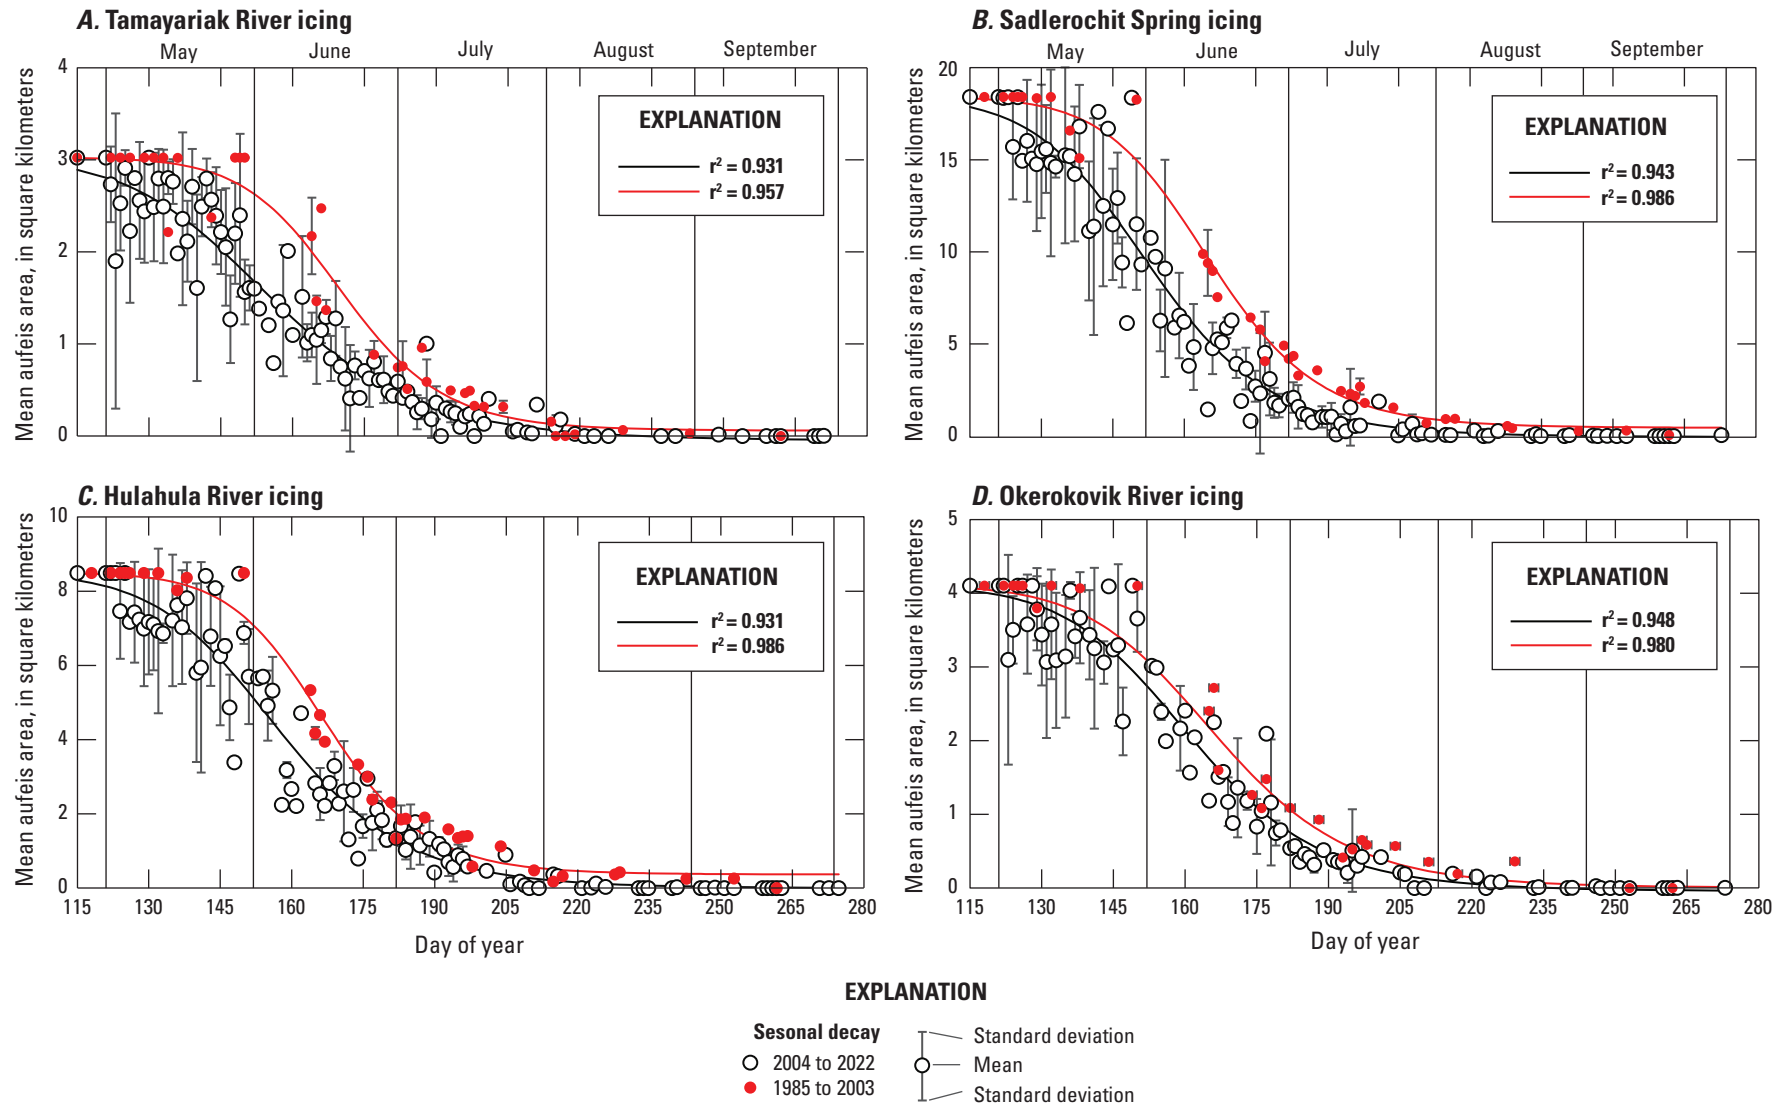 A. Tamayariak River icing
May June July August September
Mean aufeis area, in square kilometers
4
3
2
1
0
EXPLANATION
r² = 0.931
r² = 0.957
B. Sadlerochit Spring icing
May June July August September
Mean aufeis area, in square kilometers
20
15
10
5
0
EXPLANATION
r² = 0.943
r² = 0.986
C. Hulahula River icing
Mean aufeis area, in square kilometers
10
8
6
4
2
0
EXPLANATION
r² = 0.931
r² = 0.986
115 130 145 160 175 190 205 220 235 250 265 280
Day of year
D. Okerokovik River icing
Mean aufeis area, in square kilometers
5
4
3
2
1
0
EXPLANATION
r² = 0.948
r² = 0.980
115 130 145 160 175 190 205 220 235 250 265 280
Day of year
EXPLANATION
Sesonal decay
2004 to 2022
1985 to 2003
Standard deviation
Mean
Standard deviation